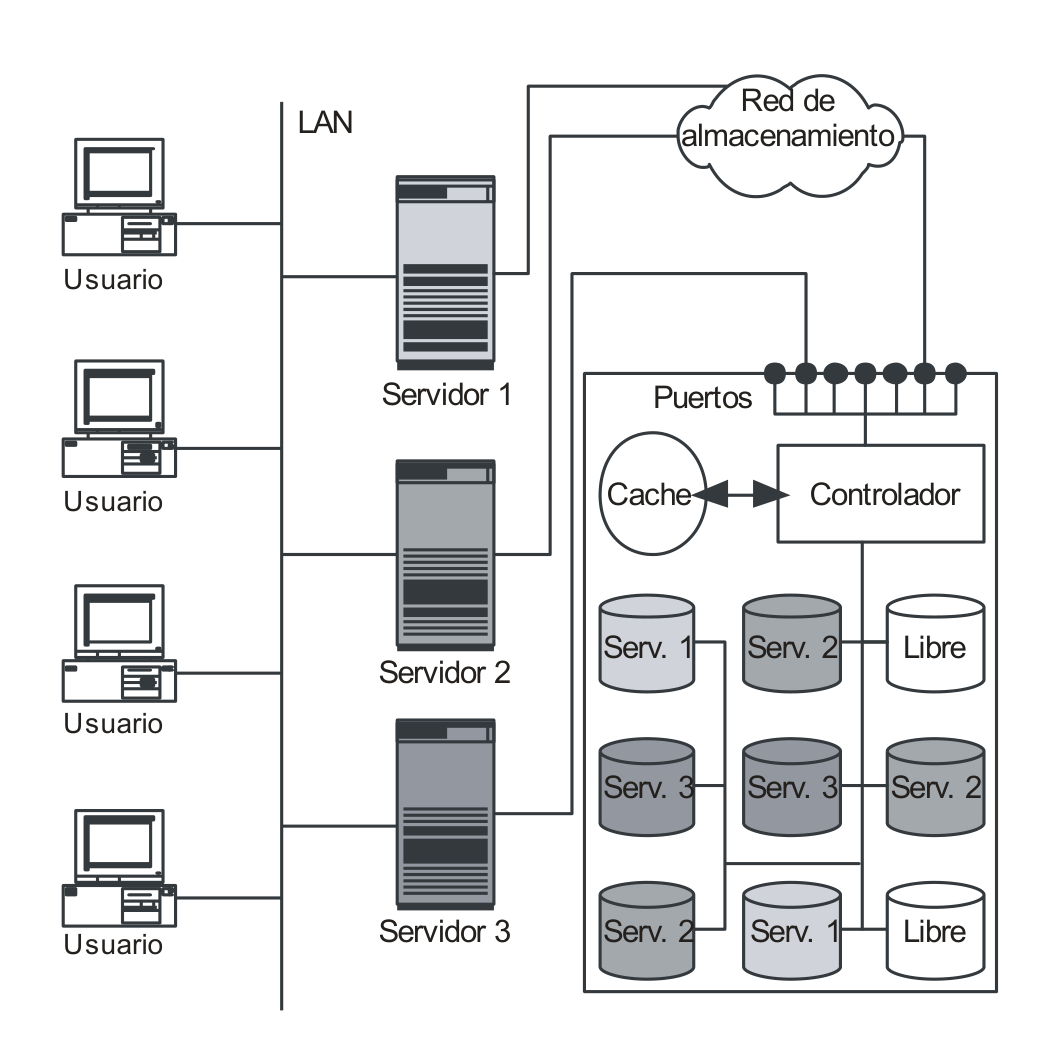 LAN
Red de
almacenamiento
Usuario
Servidor 1
Puertos
Usuario
Cache
Controlador
Servidor 2
Serv. 1
Serv. 2
Libre
Usuario
Serv. 3
Serv. 3
Serv. 2
Servidor 3
Usuario
Serv. 2
Serv. 1
Libre